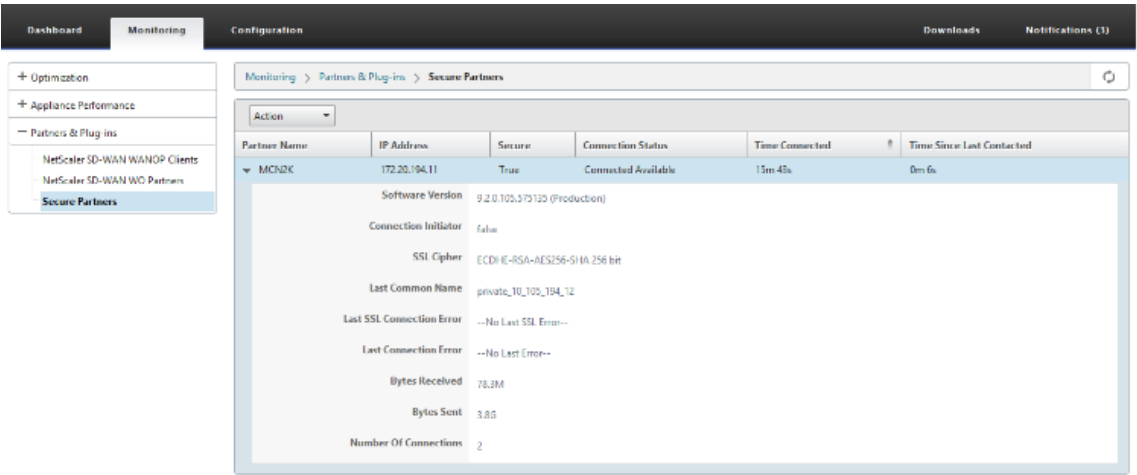 Dashboard Monitoring Configuration Downloads Notifications (3)
+ Optimization
+ Appliance Performance
— Partners & Plug-ins
NetScaler SD-WAN WANOP Clients
NetScaler SD-WAN WO Partners
Secure Partners
Monitoring > Partners & Plug-ins > Secure Partners
Action
Partner Name IP Address Secure Connection Status Time Connected Time Since Last Contacted
MCN2K 172.20.194.11 True Connected Available 15m 43s 0m 6s
Software Version 9.2.0.105.575135 (Production)
Connection Initiator false
SSL Cipher ECDHE-RSA-AES256-SHA 256 bit
Last Common Name private_10_105_194_12
Last SSL Connection Error --No Last SSL Error--
Last Connection Error --No Last Error--
Bytes Received 78.3M
Bytes Sent 3.8G
Number Of Connections 2